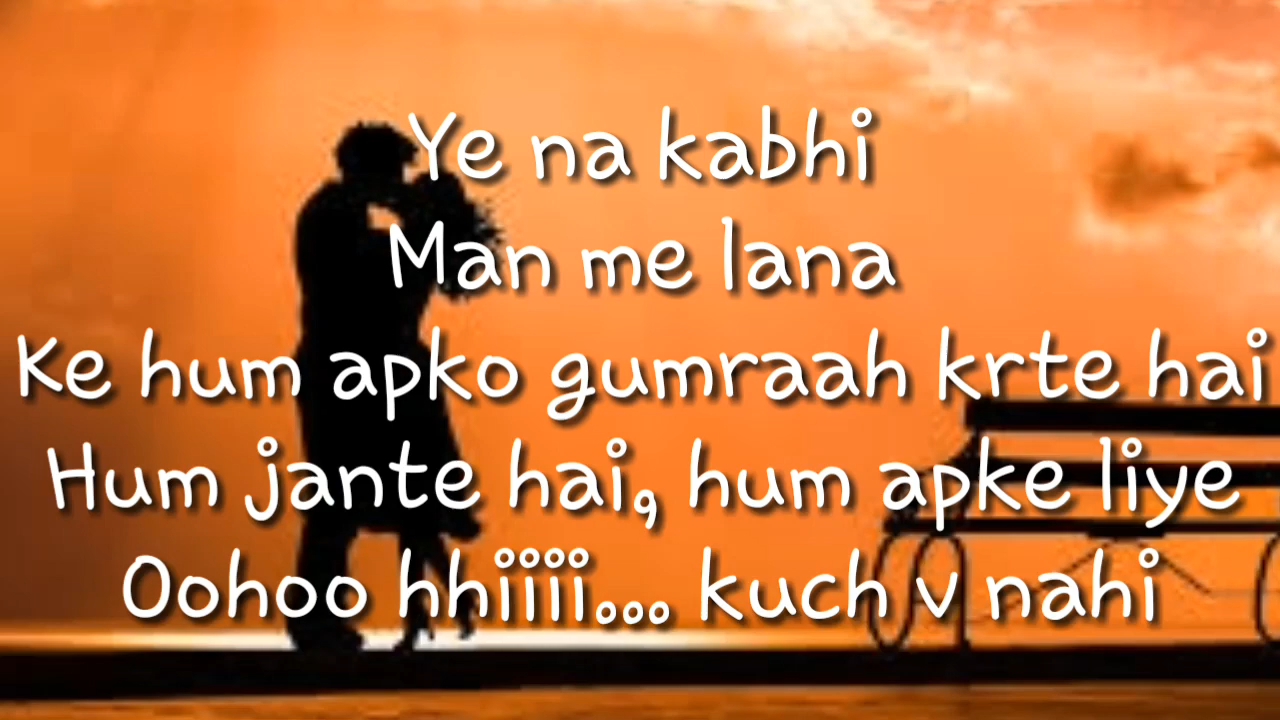 Ye na kabhi
Man me lana
Ke hum apko gumraah krte hai
Hum jante hai, hum apke liye
Oohoo hhiiii... kuch v nahi